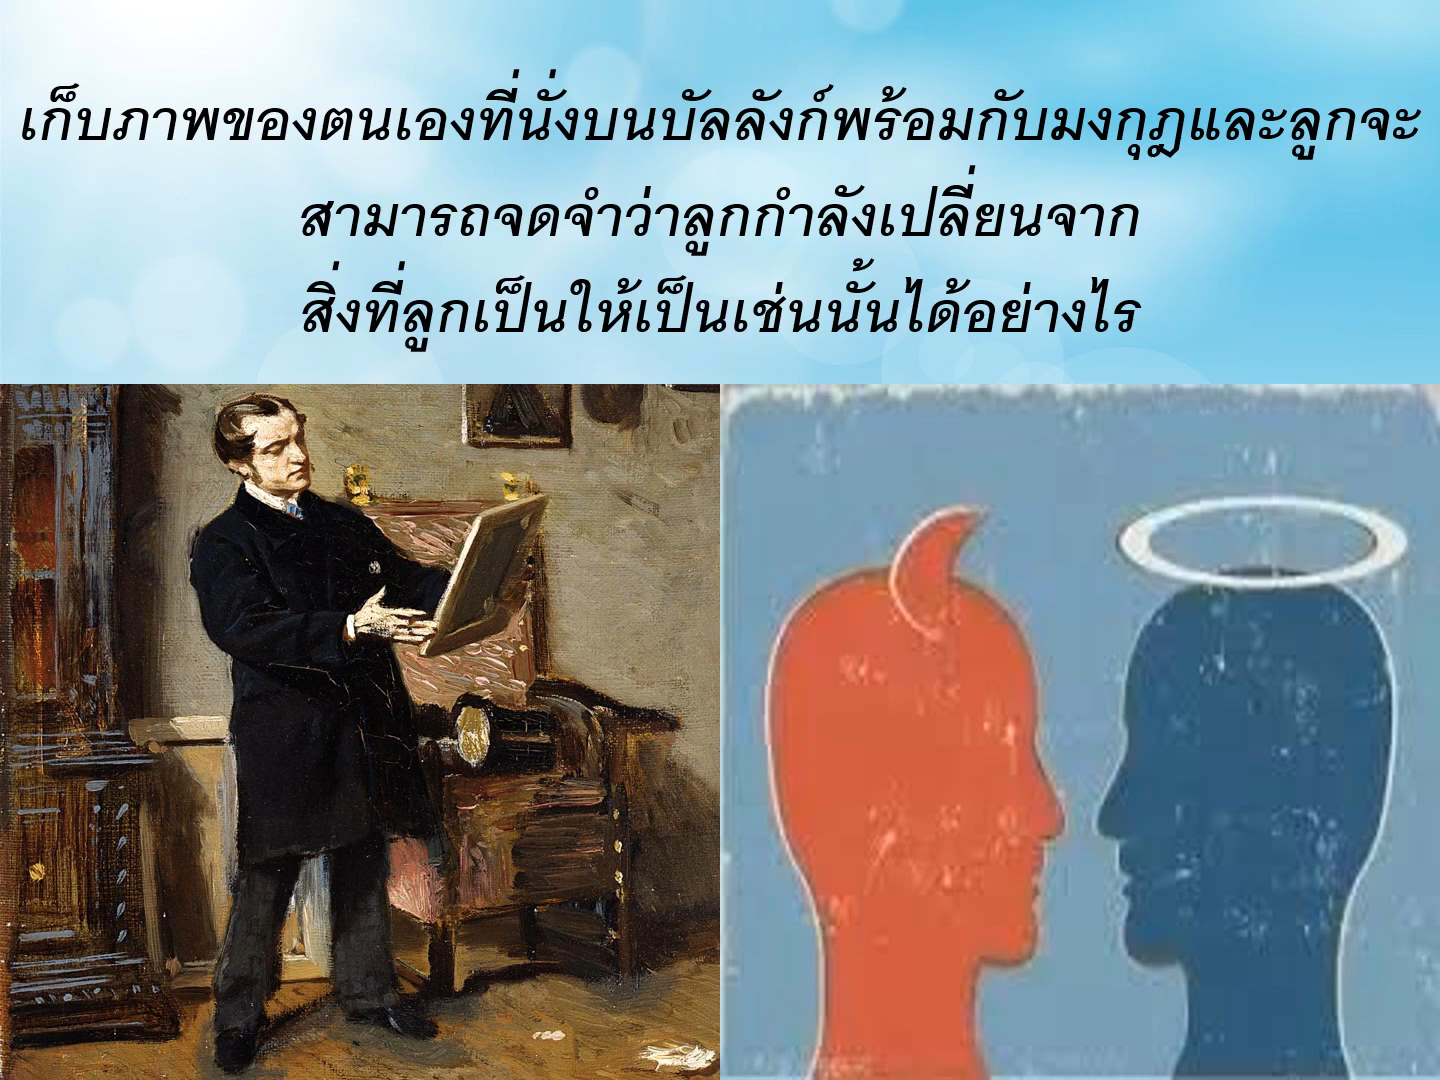 เก็บภาพของตนเองที่นั่งบนบัลลังก์พร้อมกับมงกุฎและลูกจะ
สามารถจดจำว่าลูกกำลังเปลี่ยนจาก
สิ่งที่ลูกเป็นให้เป็นเช่นนั้นได้อย่างไร